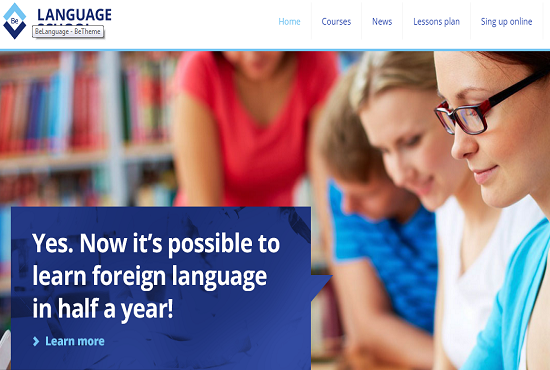 Be
LANGUAGE
BeLanguage - BeTheme
Home
Courses
News
Lessons plan
Sing up online
Yes. Now it's possible to
learn foreign language
in half a year!
Learn more